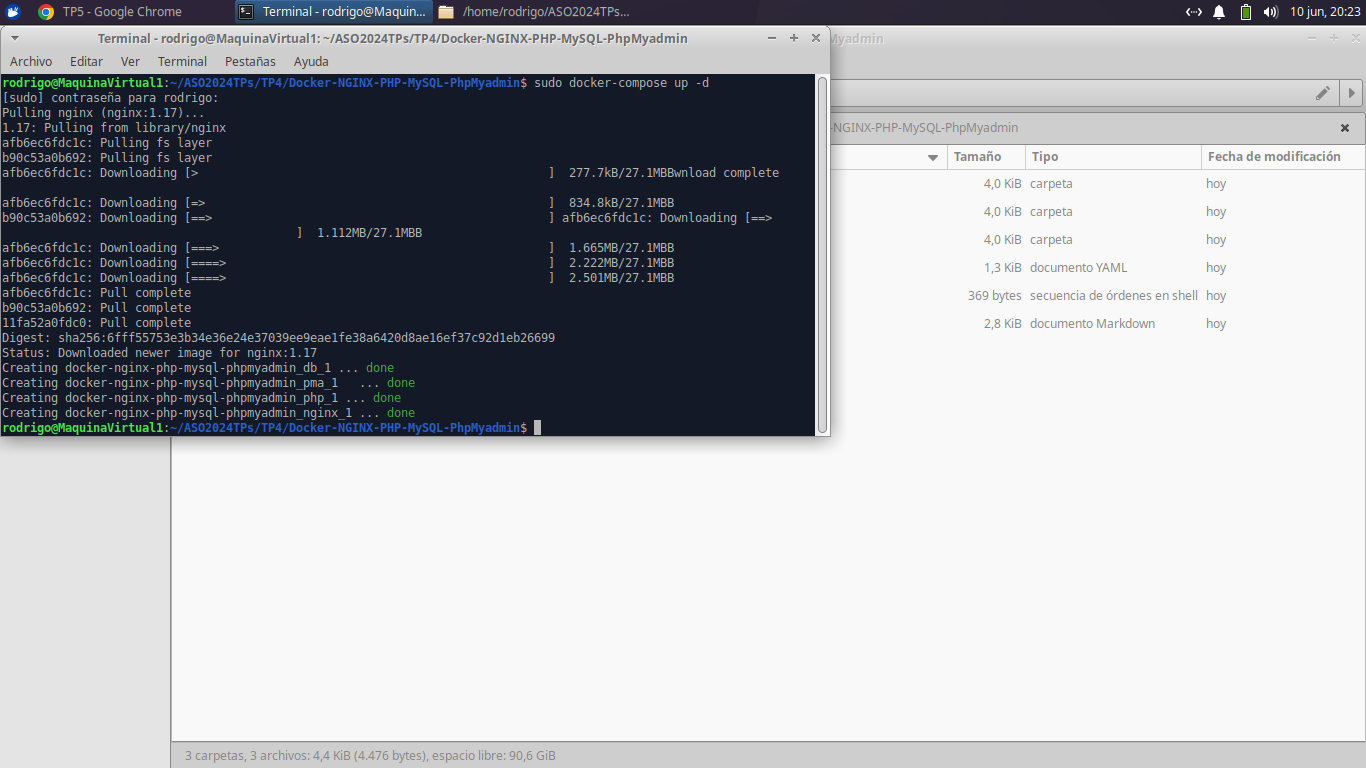 TP5 - Google Chrome
Terminal - rodrigo@Maquin...
/home/rodrigo/ASO2024TPs...
10 jun, 20:23
Terminal - rodrigo@MaquinaVirtual1: ~/ASO2024TPs/TP4/Docker-NGINX-PHP-MySQL-PhpMyadmin
Myadmin
Archivo Editar Ver Terminal Pestañas Ayuda
rodrigo@MaquinaVirtual1:~/ASO2024TPs/TP4/Docker-NGINX-PHP-MySQL-PhpMyadmin$ sudo docker-compose up -d
[sudo] contraseña para rodrigo:
Pulling nginx (nginx:1.17)...
1.17: Pulling from library/nginx
afb6ec6fdc1c: Pulling fs layer
b90c53a0b692: Pulling fs layer
afb6ec6fdc1c: Downloading [> ] 277.7kB/27.1MBBwnload complete
afb6ec6fdc1c: Downloading [=> ] 834.8kB/27.1MBB
b90c53a0b692: Downloading [==> ] afb6ec6fdc1c: Downloading [==>
] 1.112MB/27.1MBB
afb6ec6fdc1c: Downloading [===> ] 1.665MB/27.1MBB
afb6ec6fdc1c: Downloading [====> ] 2.222MB/27.1MBB
afb6ec6fdc1c: Downloading [====> ] 2.501MB/27.1MBB
afb6ec6fdc1c: Pull complete
b90c53a0b692: Pull complete
11fa52a0fdc0: Pull complete
Digest: sha256:6fff55753e3b34e36e24e37039ee9eae1fe38a6420d8ae16ef37c92d1eb26699
Status: Downloaded newer image for nginx:1.17
Creating docker-nginx-php-mysql-phpmyadmin_db_1 ... done
Creating docker-nginx-php-mysql-phpmyadmin_pma_1 ... done
Creating docker-nginx-php-mysql-phpmyadmin_php_1 ... done
Creating docker-nginx-php-mysql-phpmyadmin_nginx_1 ... done
rodrigo@MaquinaVirtual1:~/ASO2024TPs/TP4/Docker-NGINX-PHP-MySQL-PhpMyadmin$
-NGINX-PHP-MySQL-PhpMyadmin
Tamaño Tipo Fecha de modificación
4,0 KiB carpeta hoy
4,0 KiB carpeta hoy
4,0 KiB carpeta hoy
1,3 KiB documento YAML hoy
369 bytes secuencia de órdenes en shell hoy
2,8 KiB documento Markdown hoy
3 carpetas, 3 archivos: 4,4 KiB (4.476 bytes), espacio libre: 90,6 GiB